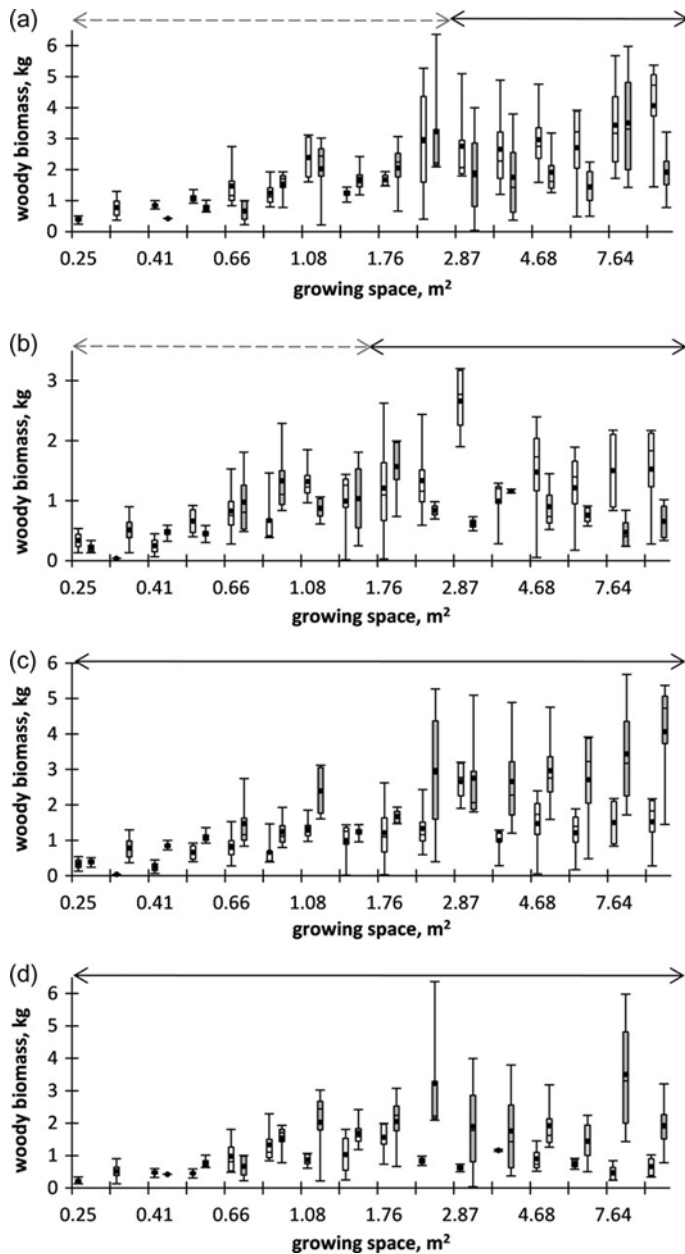 (a)
woody biomass, kg
6
5
4
3
2
1
0
0.25 0.41 0.66 1.08 1.76 2.87 4.68 7.64
growing space, m²
(b)
woody biomass, kg
3
2
1
0
0.25 0.41 0.66 1.08 1.76 2.87 4.68 7.64
growing space, m²
(c)
woody biomass, kg
6
5
4
3
2
1
0
0.25 0.41 0.66 1.08 1.76 2.87 4.68 7.64
growing space, m²
(d)
woody biomass, kg
6
5
4
3
2
1
0
0.25 0.41 0.66 1.08 1.76 2.87 4.68 7.64
growing space, m²